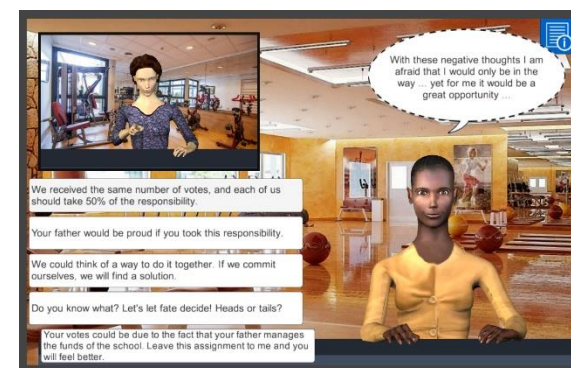 With these negative thoughts I am
afraid that I would only be in the
way ... yet for me it would be a
great opportunity ...
We received the same number of votes, and each of us
should take 50% of the responsibility.
Your father would be proud if you took this responsibility.
We could think of a way to do it together. If we commit
ourselves, we will find a solution.
Do you know what? Let's let fate decide! Heads or tails?
Your votes could be due to the fact that your father manages
the funds of the school. Leave this assignment to me and you
will feel better.